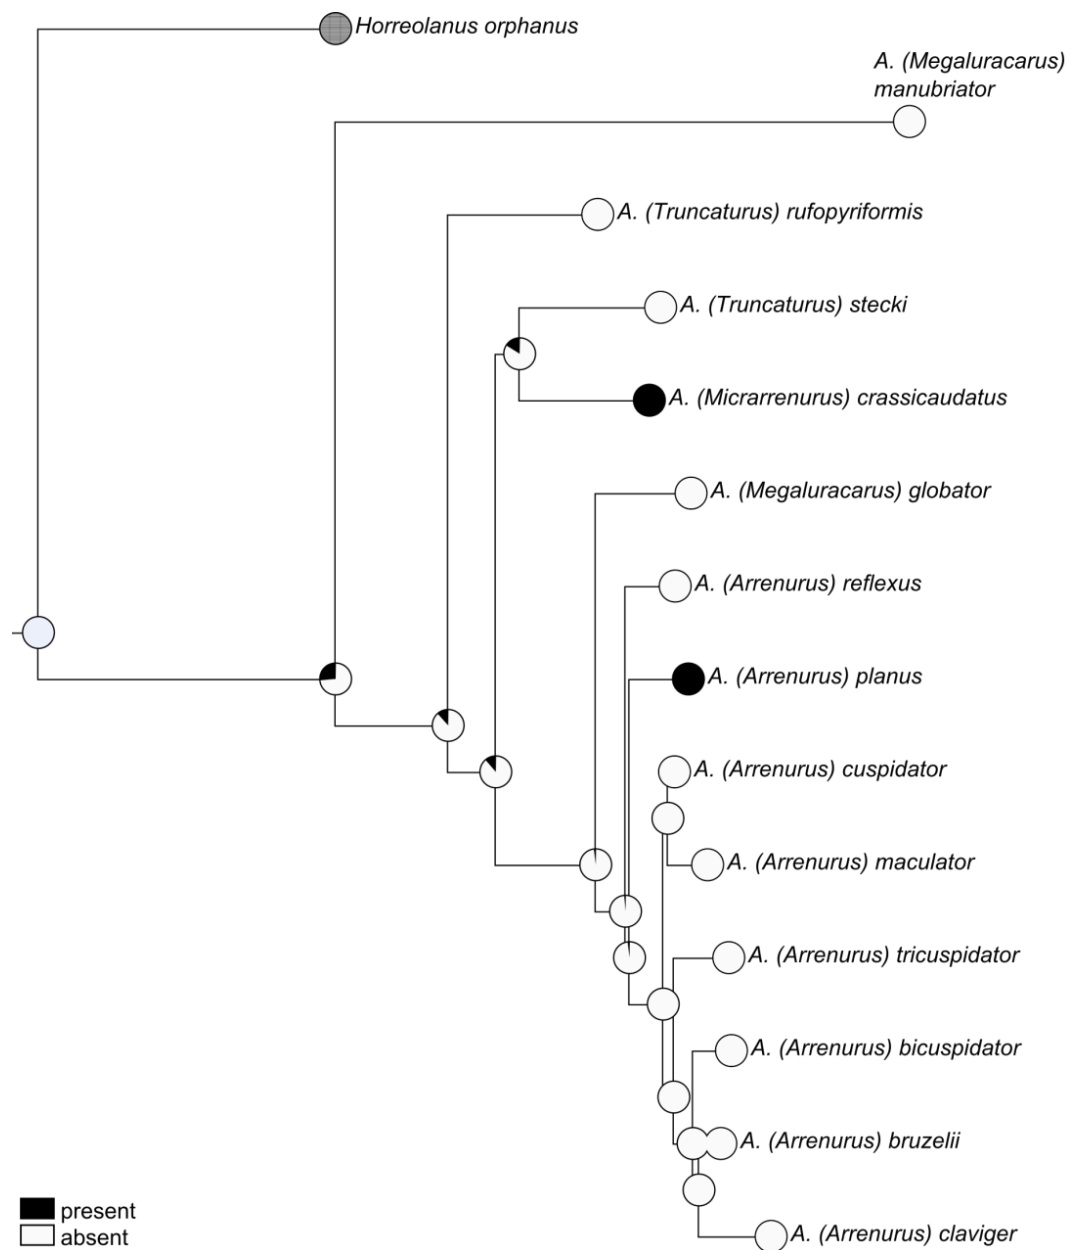 Horreolanus orphanus
A. (Megaluracarus)
manubriator
A. (Truncaturus) rufopyriformis
A. (Truncaturus) stecki
A. (Micrarrenurus) crassicaudatus
A. (Megaluracarus) globator
A. (Arrenurus) reflexus
A. (Arrenurus) planus
A. (Arrenurus) cuspidator
A. (Arrenurus) maculator
A. (Arrenurus) tricuspidator
A. (Arrenurus) bicuspidator
A. (Arrenurus) bruzelii
A. (Arrenurus) claviger
present
absent